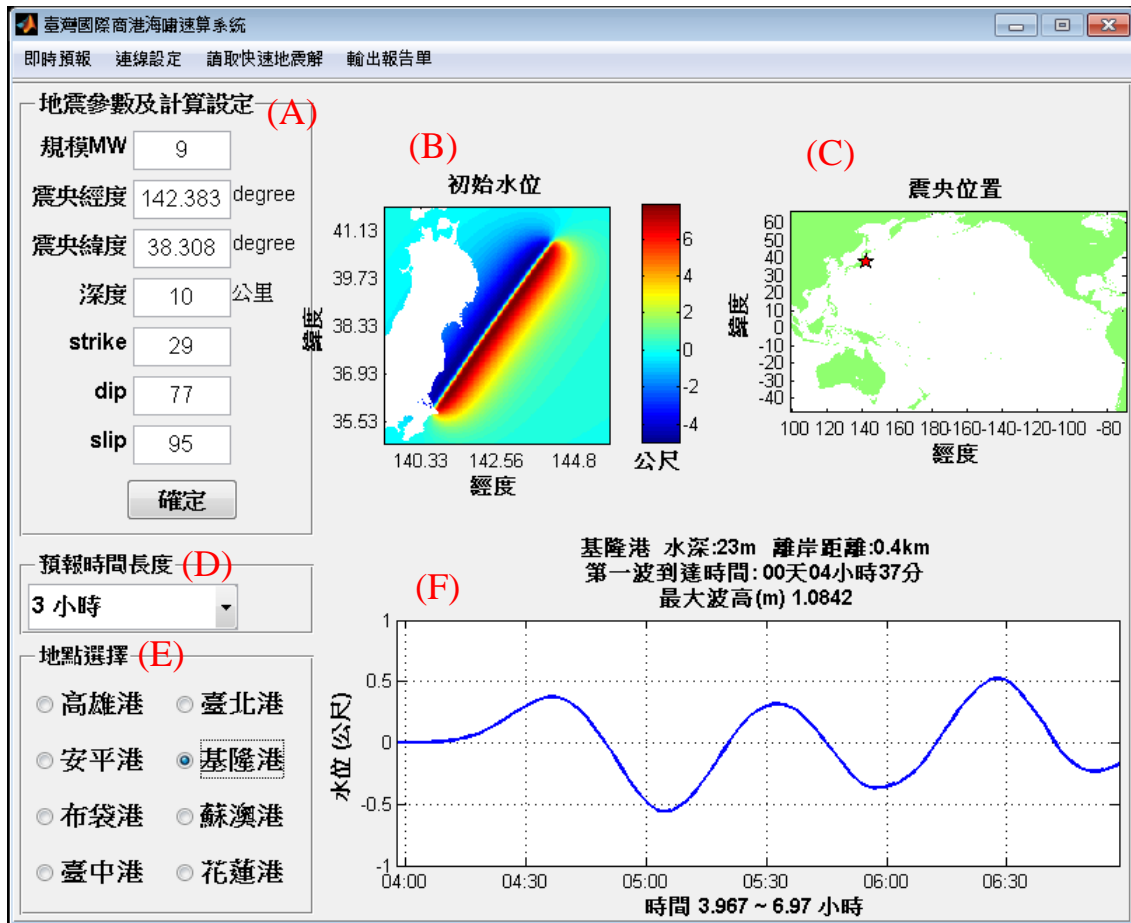 臺灣國際商港海嘯速算系統
即時預報 連線設定 讀取快速地震解 輸出報告單
地震參數及計算設定 (A)
規模MW 9
震央經度 142.383 degree
震央緯度 38.308 degree
深度 10 公里
strike 29
dip 77
slip 95
確定
(B)
初始水位
41.13
39.73
38.33
36.93
35.53
緯度
140.33 142.56 144.8
經度
6
4
2
0
-2
-4
公尺
(C)
震央位置
60
50
40
30
20
10
0
-10
-20
-30
-40
緯度
100 120 140 160 180-160-140-120-100 -80
經度
預報時間長度 (D)
3 小時
地點選擇 (E)
高雄港 臺北港
安平港 基隆港
布袋港 蘇澳港
臺中港 花蓮港
(F)
基隆港 水深:23m 離岸距離:0.4km
第一波到達時間: 00天04小時37分
最大波高(m) 1.0842
1
0.5
0
-0.5
-1
水位 (公尺)
04:00 04:30 05:00 05:30 06:00 06:30
時間 3.967 ~ 6.97 小時